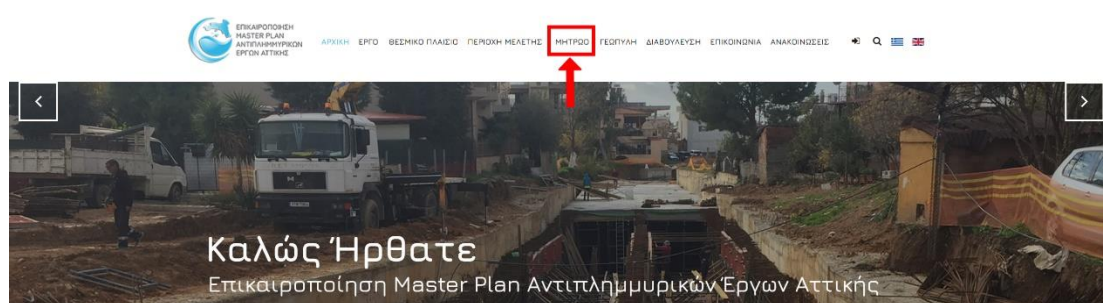 ΕΠΙΚΑΙΡΟΠΟΙΗΣΗ
MASTER PLAN
ΑΝΤΙΠΛΗΜΜΥΡΙΚΩΝ
ΕΡΓΩΝ ΑΤΤΙΚΗΣ
ΑΡΧΙΚΗ ΕΡΓΟ ΘΕΣΜΙΚΟ ΠΛΑΙΣΙΟ ΠΕΡΙΟΧΗ ΜΕΛΕΤΗΣ ΜΗΤΡΩΟ ΓΕΩΠΥΛΗ ΔΙΑΒΟΥΛΕΥΣΗ ΕΠΙΚΟΙΝΩΝΙΑ ΑΝΑΚΟΙΝΩΣΕΙΣ
Καλώς Ήρθατε
Επικαιροποίηση Master Plan Αντιπλημμυρικών Έργων Αττικής